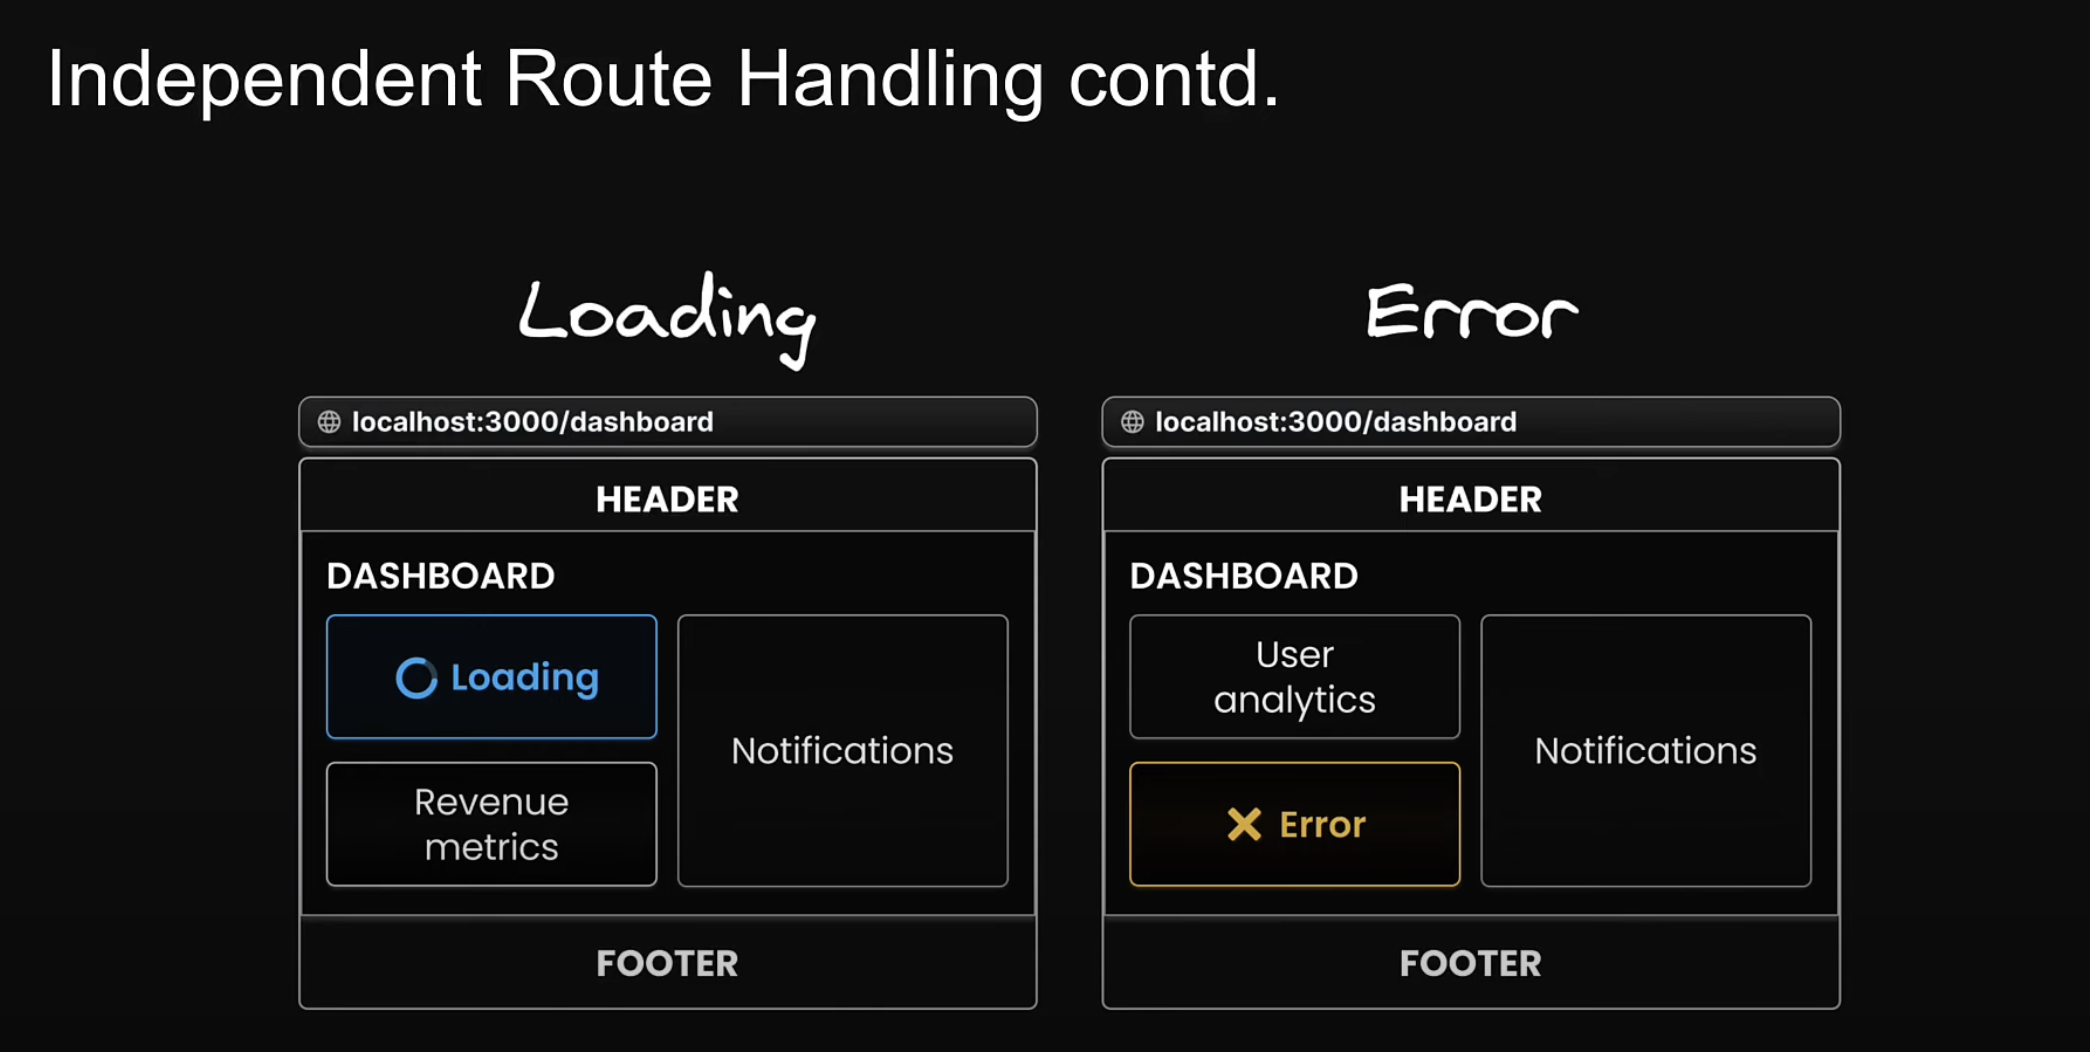 Independent Route Handling contd.
Loading
localhost:3000/dashboard
HEADER
DASHBOARD
Loading
Revenue
metrics
Notifications
FOOTER
Error
localhost:3000/dashboard
HEADER
DASHBOARD
User
analytics
Error
Notifications
FOOTER